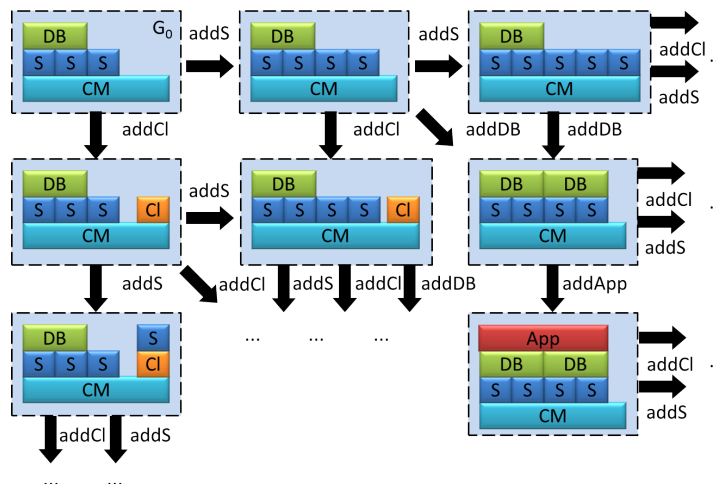 DB G₀ addS DB addS DB
S S S S S S S S S S S S addCl .
CM CM CM addS
addCl addCl addDB addDB
DB addS DB DB DB addCl .
S S S Cl S S S S Cl S S S S
CM CM CM addS
addS addCl addS addCl addDB addApp
DB S ... ... ... App
S S S Cl DB DB addCl .
CM S S S S addS
addCl addS CM
... ...